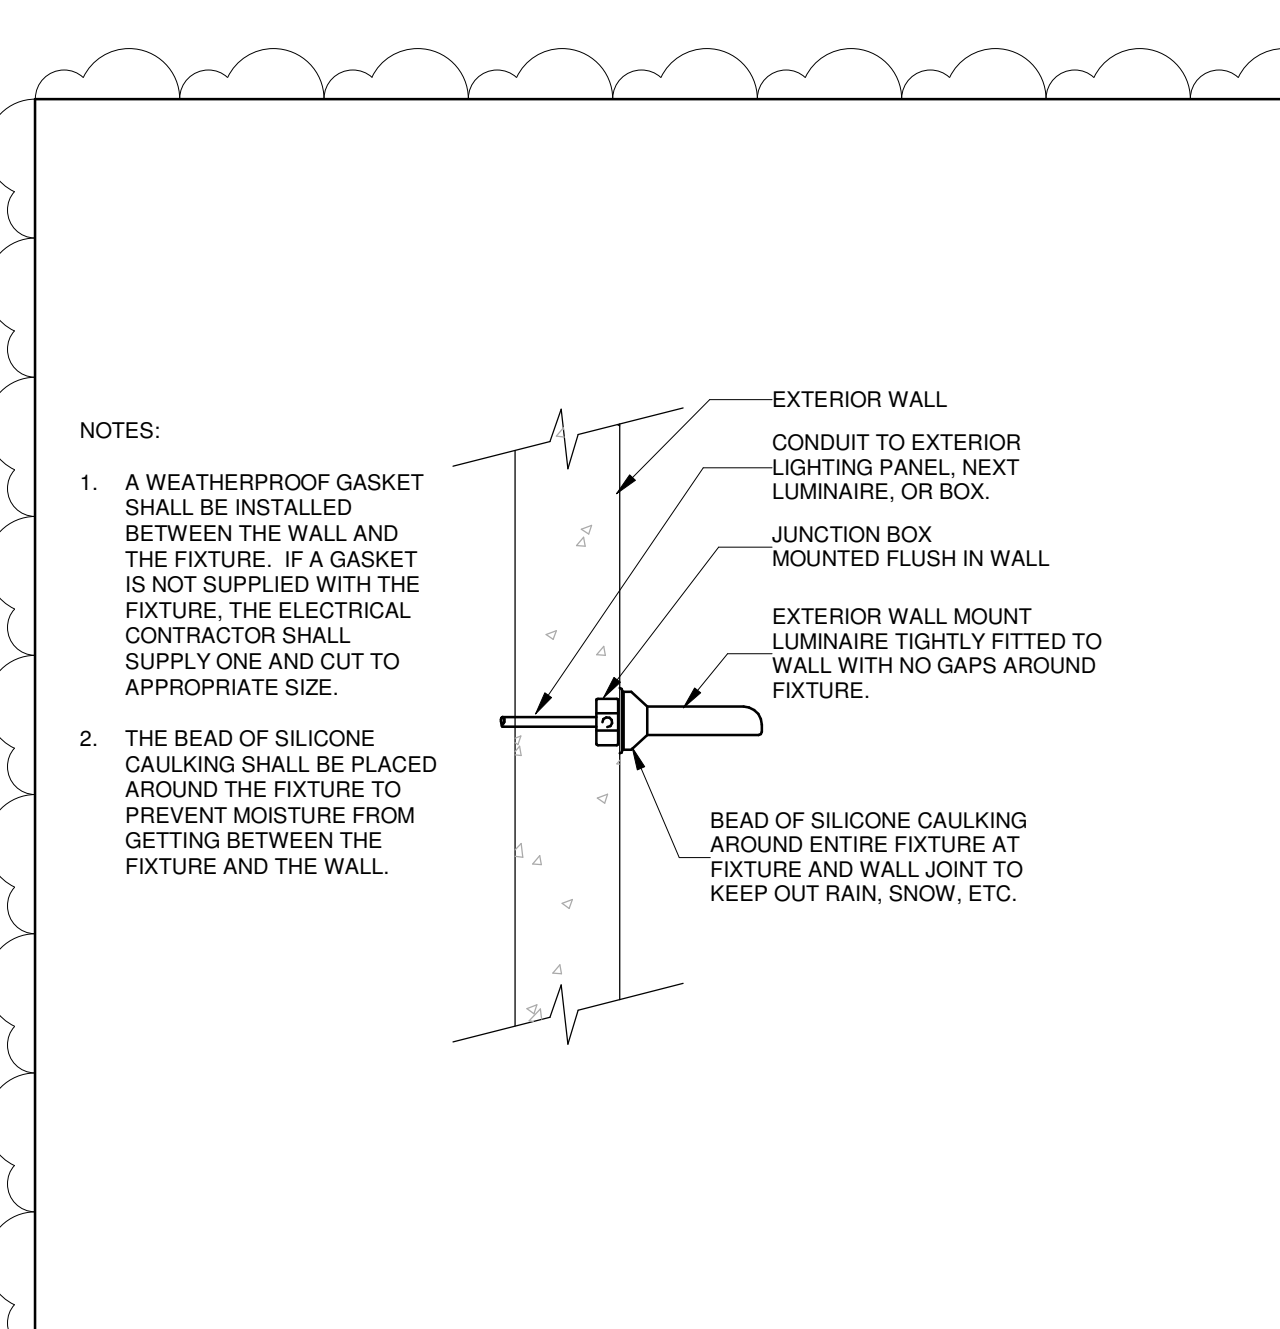 NOTES:
1. A WEATHERPROOF GASKET
SHALL BE INSTALLED
BETWEEN THE WALL AND
THE FIXTURE. IF A GASKET
IS NOT SUPPLIED WITH THE
FIXTURE, THE ELECTRICAL
CONTRACTOR SHALL
SUPPLY ONE AND CUT TO
APPROPRIATE SIZE.
2. THE BEAD OF SILICONE
CAULKING SHALL BE PLACED
AROUND THE FIXTURE TO
PREVENT MOISTURE FROM
GETTING BETWEEN THE
FIXTURE AND THE WALL.
EXTERIOR WALL
CONDUIT TO EXTERIOR
LIGHTING PANEL, NEXT
LUMINAIRE, OR BOX.
JUNCTION BOX
MOUNTED FLUSH IN WALL
EXTERIOR WALL MOUNT
LUMINAIRE TIGHTLY FITTED TO
WALL WITH NO GAPS AROUND
FIXTURE.
BEAD OF SILICONE CAULKING
AROUND ENTIRE FIXTURE AT
FIXTURE AND WALL JOINT TO
KEEP OUT RAIN, SNOW, ETC.